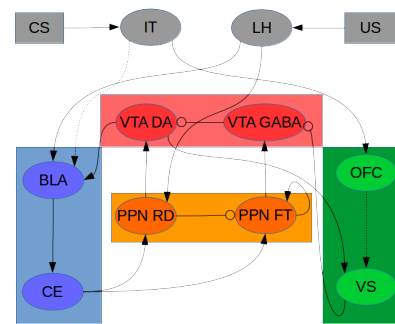 CS
IT
LH
US
VTA DA
VTA GABA
BLA
OFC
PPN RD
PPN FT
CE
VS